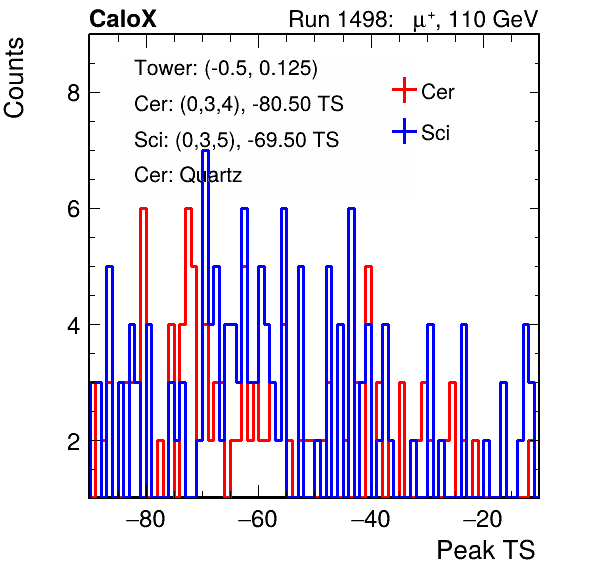 CaloX Run 1498: μ⁺, 110 GeV
Counts
Tower: (-0.5, 0.125)
Cer: (0,3,4), -80.50 TS
Sci: (0,3,5), -69.50 TS
Cer: Quartz
Cer
Sci
8
6
4
2
−80 −60 −40 −20
Peak TS